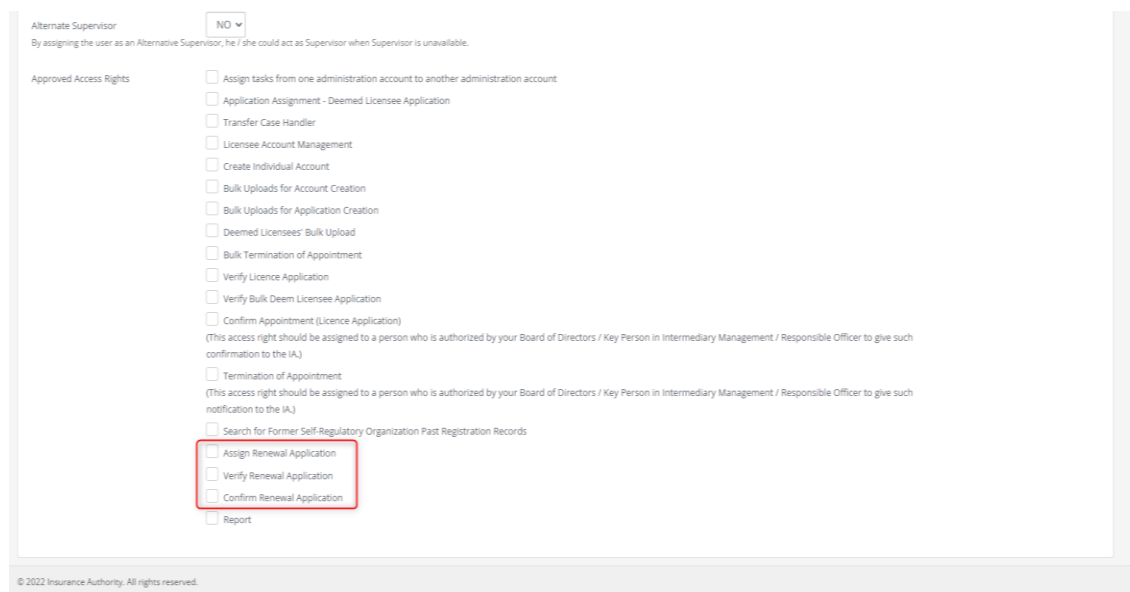 Alternate Supervisor NO
By assigning the user as an Alternative Supervisor, he / she could act as Supervisor when Supervisor is unavailable.
Approved Access Rights Assign tasks from one administration account to another administration account
Application Assignment - Deemed Licensee Application
Transfer Case Handler
Licensee Account Management
Create Individual Account
Bulk Uploads for Account Creation
Bulk Uploads for Application Creation
Deemed Licensees' Bulk Upload
Bulk Termination of Appointment
Verify Licence Application
Verify Bulk Deem Licensee Application
Confirm Appointment (Licence Application)
(This access right should be assigned to a person who is authorized by your Board of Directors / Key Person in Intermediary Management / Responsible Officer to give such
confirmation to the IA.)
Termination of Appointment
(This access right should be assigned to a person who is authorized by your Board of Directors / Key Person in Intermediary Management / Responsible Officer to give such
notification to the IA.)
Search for Former Self-Regulatory Organization Past Registration Records
Assign Renewal Application
Verify Renewal Application
Confirm Renewal Application
Report
© 2022 Insurance Authority. All rights reserved.